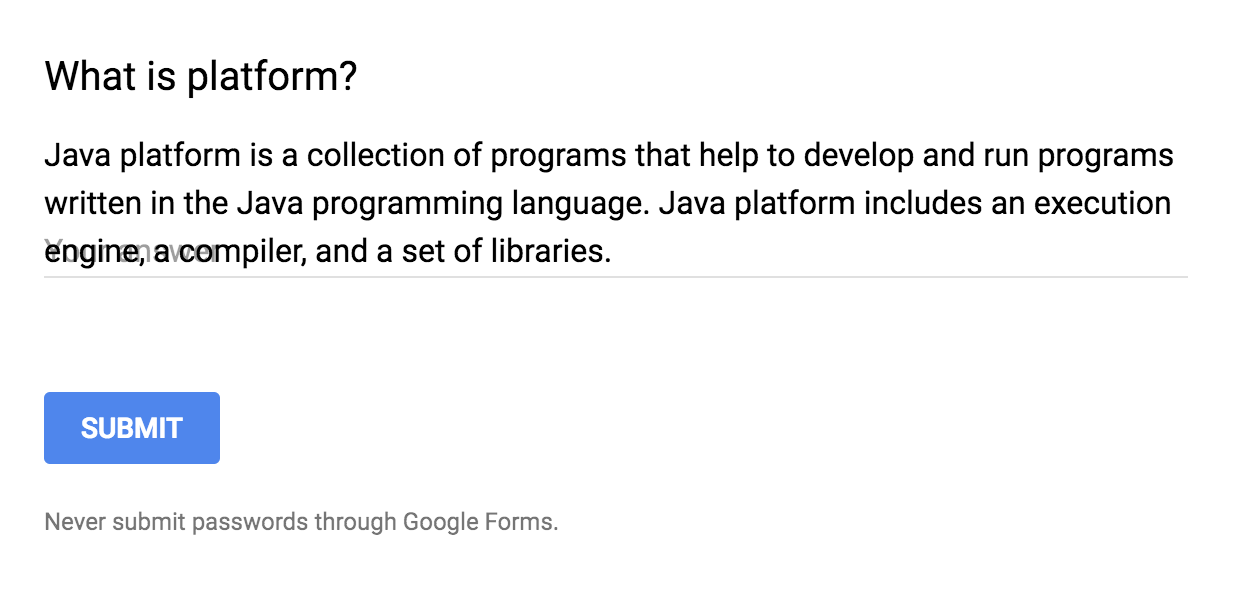 What is platform?
Java platform is a collection of programs that help to develop and run programs
written in the Java programming language. Java platform includes an execution
engine, a compiler, and a set of libraries.
Your answer
SUBMIT
Never submit passwords through Google Forms.